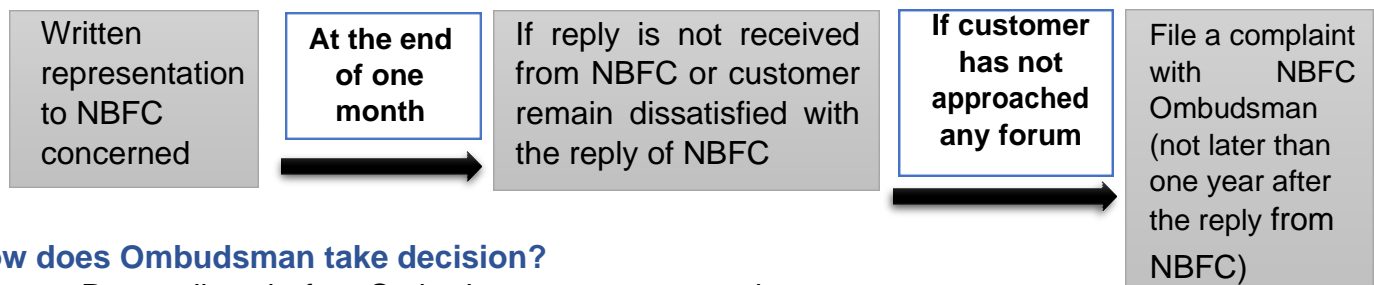 Written
representation
to NBFC
concerned
At the end
of one
month
If reply is not received
from NBFC or customer
remain dissatisfied with
the reply of NBFC
If customer
has not
approached
any forum
File a complaint
with NBFC
Ombudsman
(not later than
one year after
the reply from
NBFC)
ow does Ombudsman take decision?